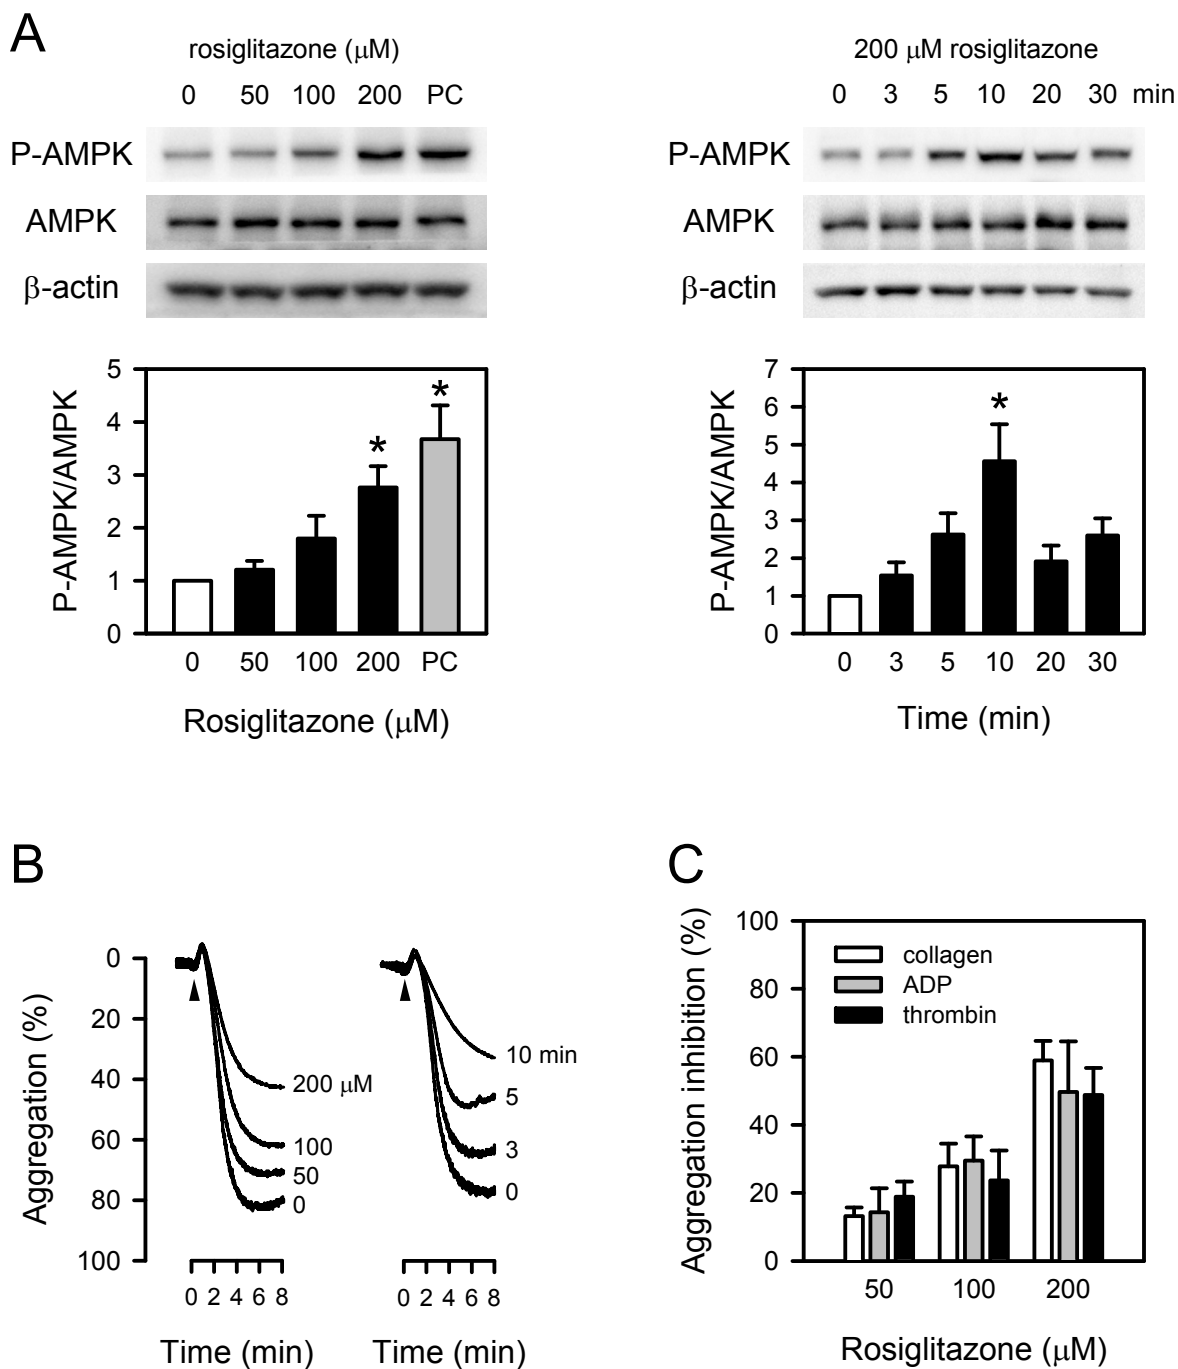 A
rosiglitazone (μM)
0 50 100 200 PC
P-AMPK
AMPK
β-actin
5
4
3
2
1
0
P-AMPK/AMPK
*
*
0 50 100 200 PC
Rosiglitazone (μM)
200 μM rosiglitazone
0 3 5 10 20 30 min
P-AMPK
AMPK
β-actin
7
6
5
4
3
2
1
0
P-AMPK/AMPK
*
0 3 5 10 20 30
Time (min)
B
Aggregation (%)
0
20
40
60
80
100
200 μM
100
50
0
0 2 4 6 8
Time (min)
10 min
5
3
0
0 2 4 6 8
Time (min)
C
Aggregation inhibition (%)
100
80
60
40
20
0
collagen
ADP
thrombin
50 100 200
Rosiglitazone (μM)